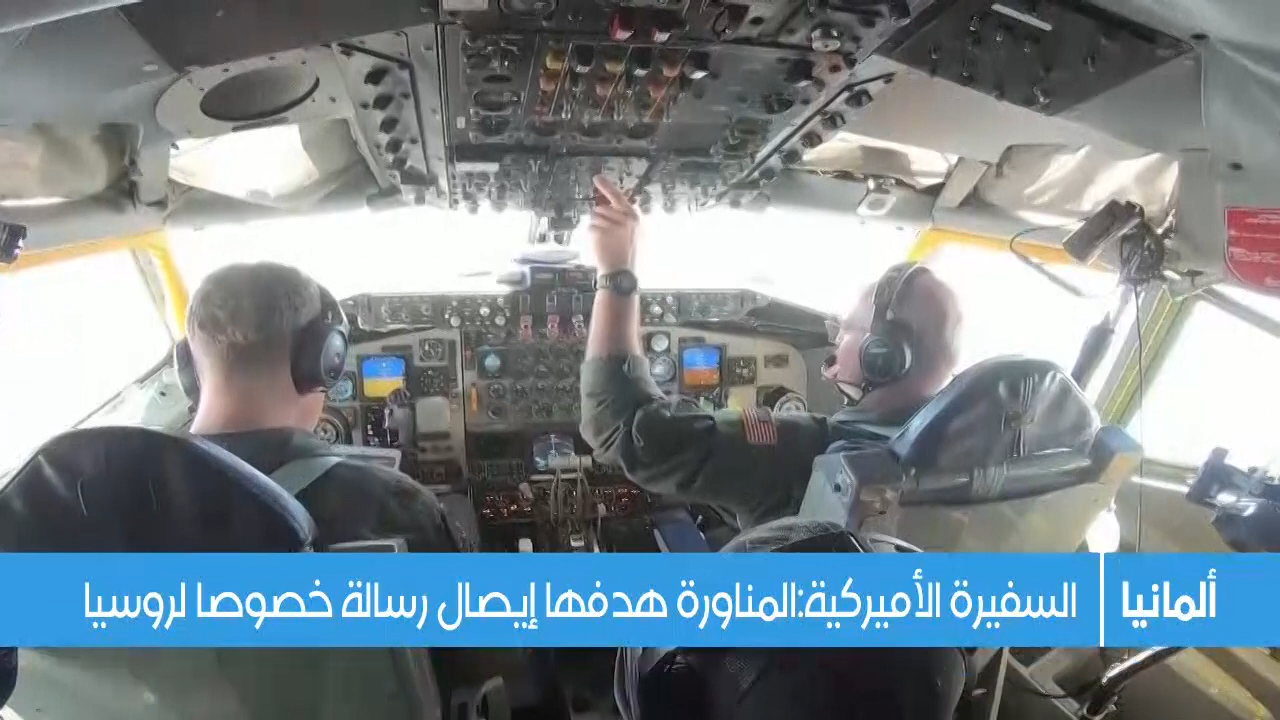 ألمانيا
السفيرة الأميركية:المناورة هدفها إيصال رسالة خصوصا لروسيا